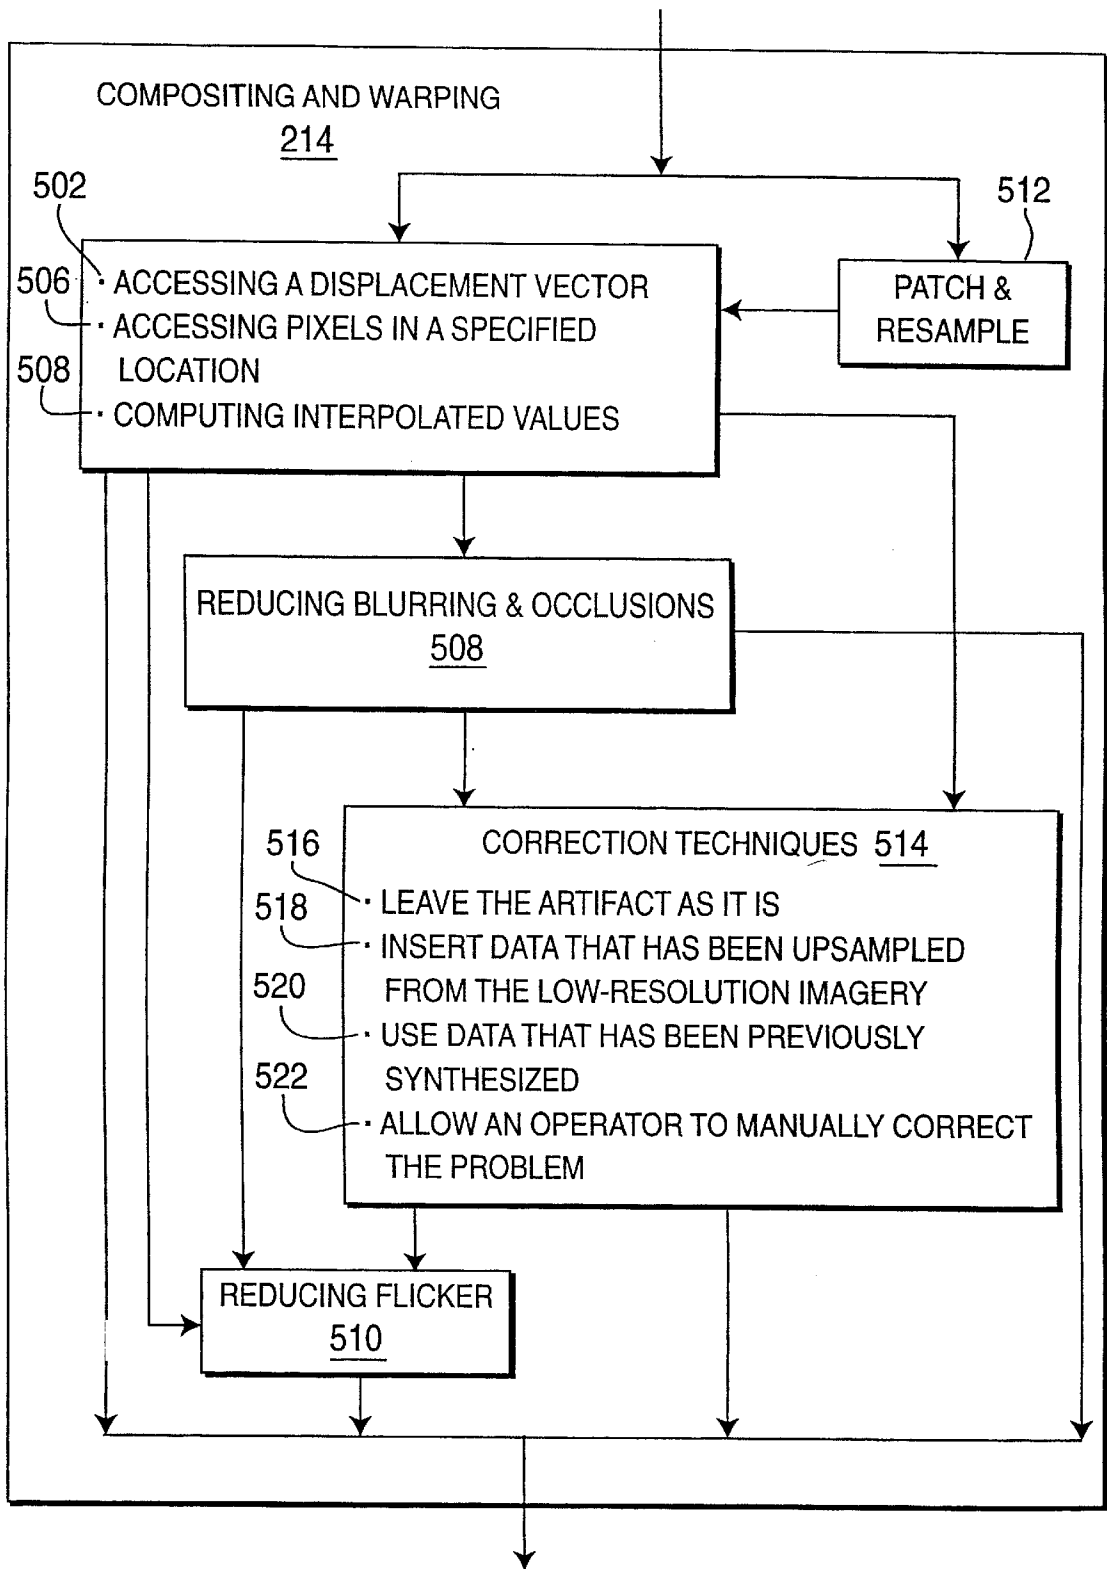 COMPOSITING AND WARPING
214
502
512
506
· ACCESSING A DISPLACEMENT VECTOR
· ACCESSING PIXELS IN A SPECIFIED
LOCATION
508
· COMPUTING INTERPOLATED VALUES
PATCH &
RESAMPLE
REDUCING BLURRING & OCCLUSIONS
508
CORRECTION TECHNIQUES 514
516
· LEAVE THE ARTIFACT AS IT IS
518
· INSERT DATA THAT HAS BEEN UPSAMPLED
FROM THE LOW-RESOLUTION IMAGERY
520
· USE DATA THAT HAS BEEN PREVIOUSLY
SYNTHESIZED
522
· ALLOW AN OPERATOR TO MANUALLY CORRECT
THE PROBLEM
REDUCING FLICKER
510